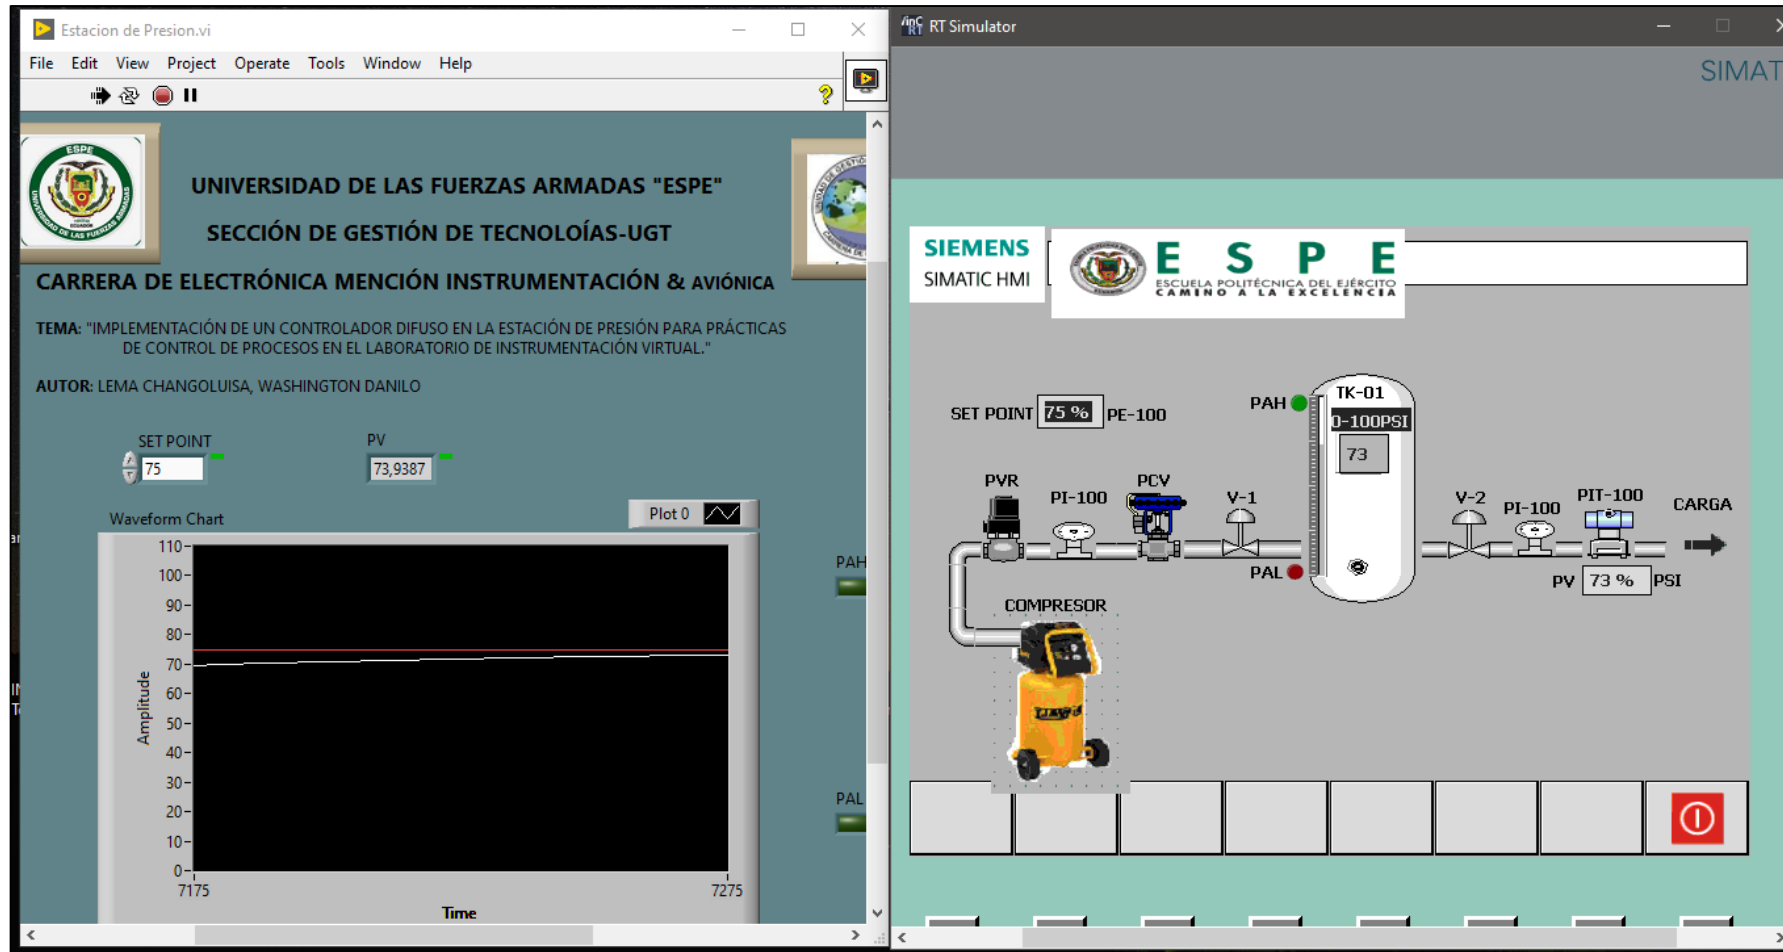 Estacion de Presion.vi
File Edit View Project Operate Tools Window Help
ESPE
UNIVERSIDAD DE LAS FUERZAS ARMADAS "ESPE"
SECCIÓN DE GESTIÓN DE TECNOLOÍAS-UGT
CARRERA DE ELECTRÓNICA MENCIÓN INSTRUMENTACIÓN & AVIÓNICA
TEMA: "IMPLEMENTACIÓN DE UN CONTROLADOR DIFUSO EN LA ESTACIÓN DE PRESIÓN PARA PRÁCTICAS
DE CONTROL DE PROCESOS EN EL LABORATORIO DE INSTRUMENTACIÓN VIRTUAL."
AUTOR: LEMA CHANGOLUISA, WASHINGTON DANILO
SET POINT
75
PV
73,9387
Waveform Chart
Plot 0
110
100
90
80
70
60
50
40
30
20
10
0
Amplitude
7175
7275
Time
PAH
PAL
RT Simulator
SIMAT
SIEMENS
SIMATIC HMI
E S P E
ESCUELA POLITÉCNICA DEL EJÉRCITO
CAMINO A LA EXCELENCIA
SET POINT 75 % PE-100
PAH
TK-01
0-100PSI
73
PVR
PI-100
PCV
V-1
V-2
PI-100
PIT-100
CARGA
PAL
PV 73 % PSI
COMPRESOR